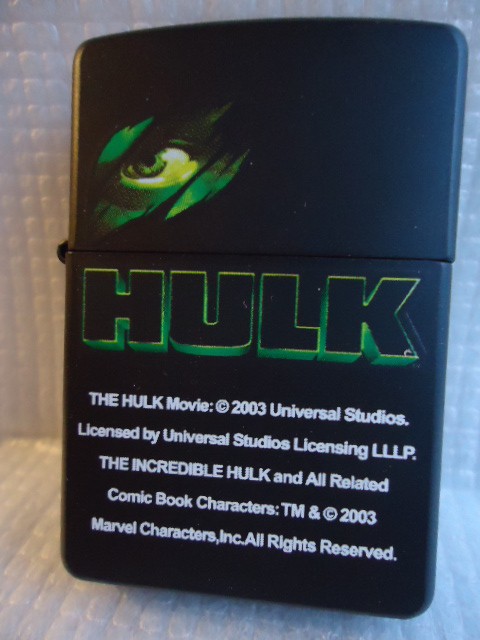 HULK
THE HULK Movie: © 2003 Universal Studios.
Licensed by Universal Studios Licensing LLLP.
THE INCREDIBLE HULK and All Related
Comic Book Characters: TM & © 2003
Marvel Characters,Inc.All Rights Reserved.